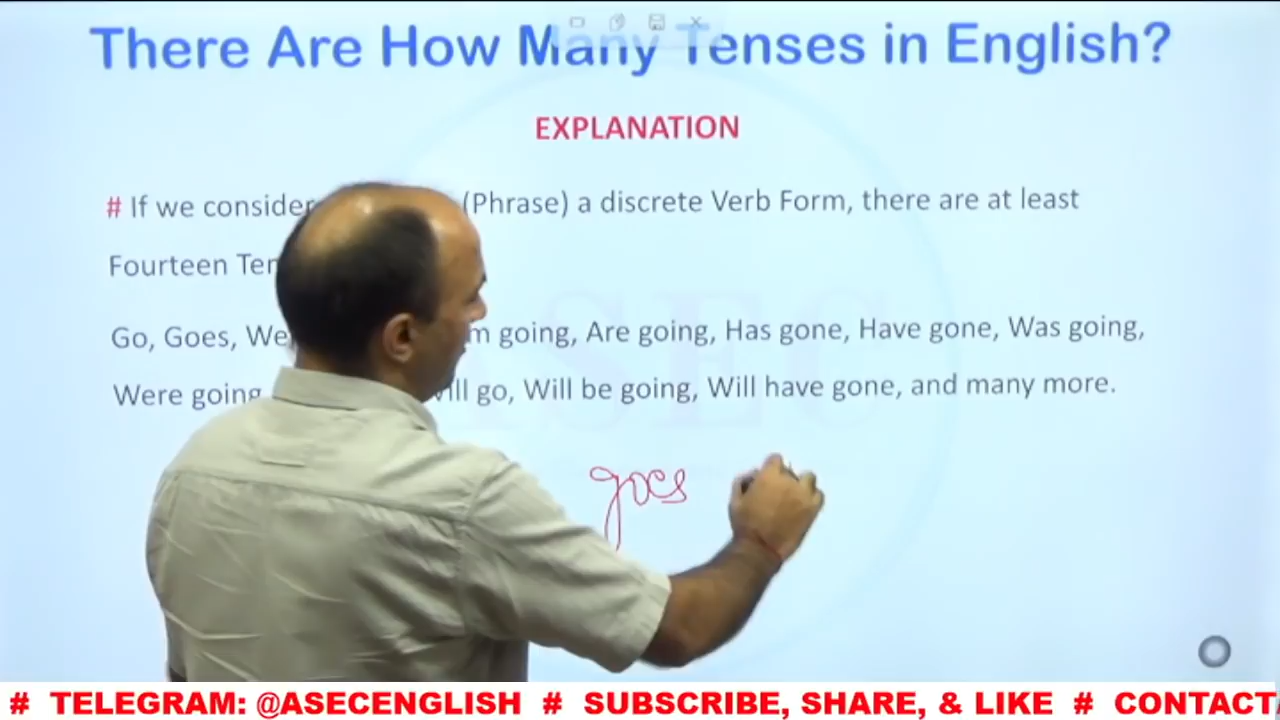 There Are How Many Tenses in English?
EXPLANATION
# If we consider (Phrase) a discrete Verb Form, there are at least
Fourteen
Go, Goes, going, Are going, Has gone, Have gone, Was going,
Were going go, Will be going, Will have gone, and many more.
goes
ASEC
# TELEGRAM: @ASECENGLISH # SUBSCRIBE, SHARE, & LIKE # CONTACT